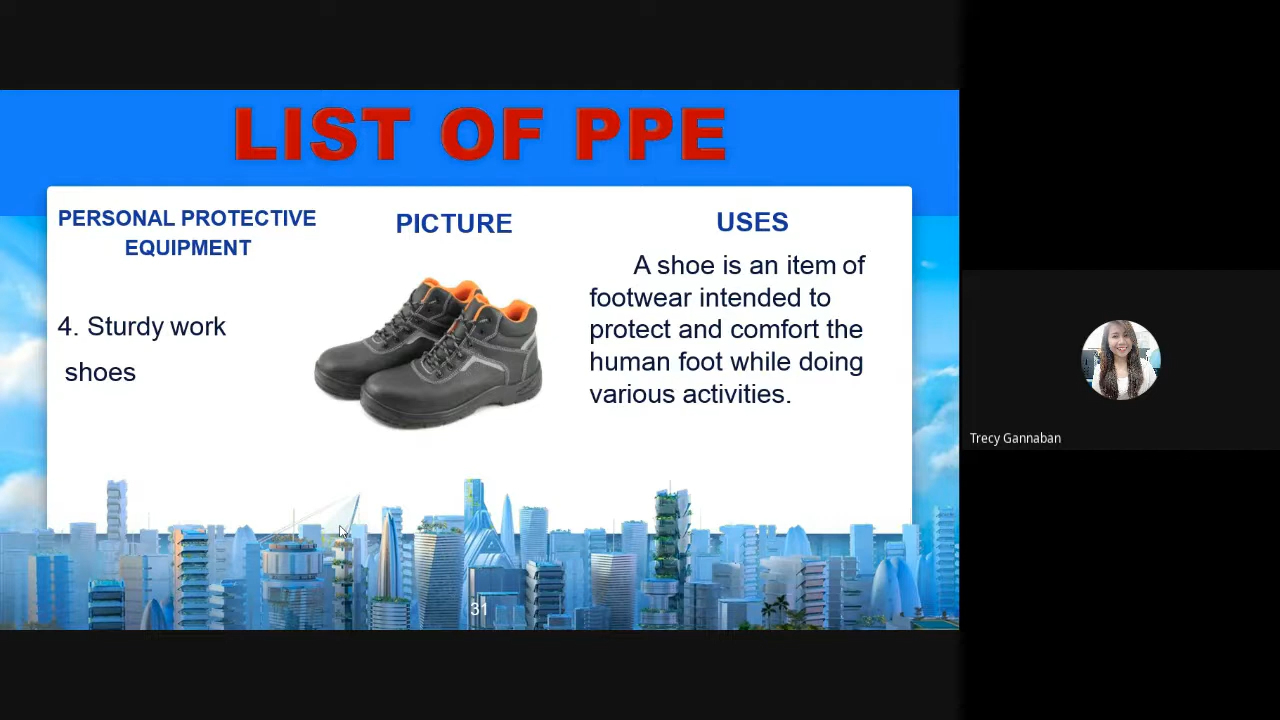 LIST OF PPE
PERSONAL PROTECTIVE
EQUIPMENT
PICTURE
USES
4. Sturdy work
shoes
A shoe is an item of
footwear intended to
protect and comfort the
human foot while doing
various activities.
31
Trecy Gannaban